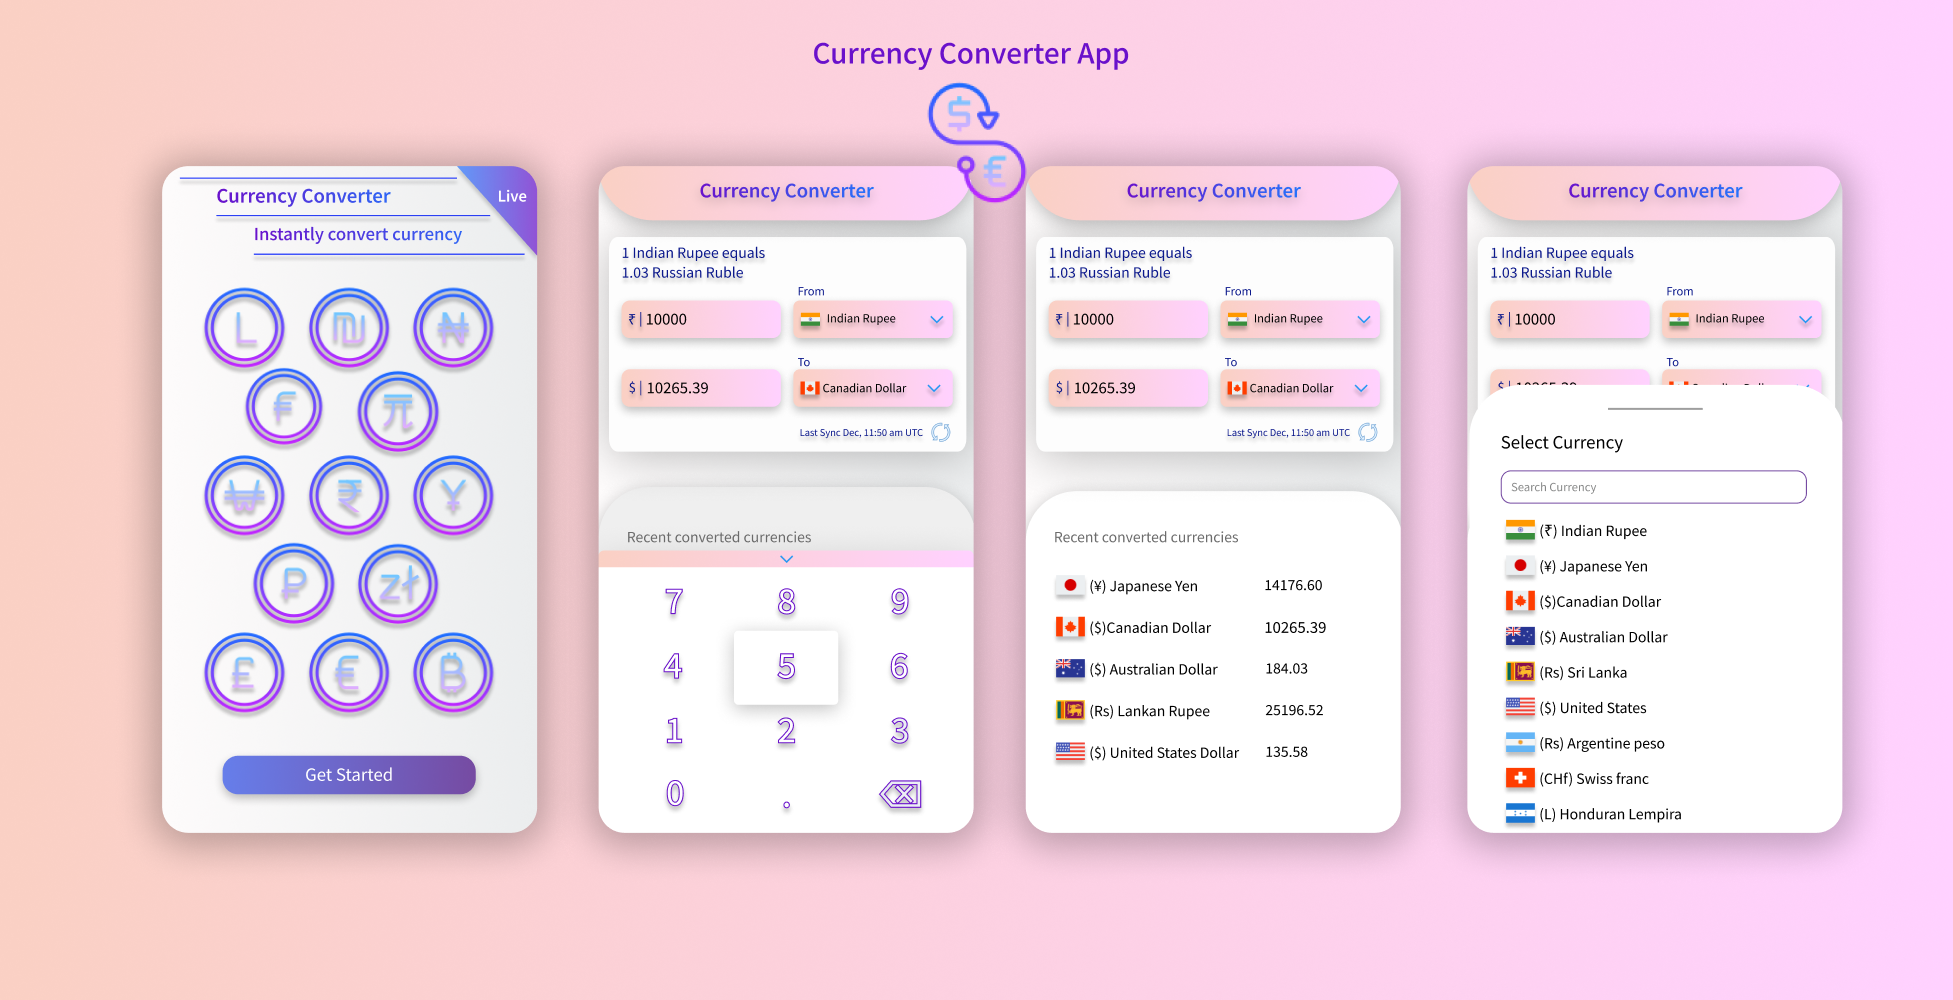 Currency Converter App
$
€
Currency Converter
Live
Instantly convert currency
L ₪ ₦
₣ 元
₩ ₹ ¥
₽ zł
£ € ₿
Get Started
Currency Converter
1 Indian Rupee equals
1.03 Russian Ruble
From
₹ | 10000
Indian Rupee
To
$ | 10265.39
Canadian Dollar
Last Sync Dec, 11:50 am UTC
Recent converted currencies
7 8 9
4 5 6
1 2 3
0 .
Currency Converter
1 Indian Rupee equals
1.03 Russian Ruble
From
₹ | 10000
Indian Rupee
To
$ | 10265.39
Canadian Dollar
Last Sync Dec, 11:50 am UTC
Recent converted currencies
(¥) Japanese Yen 14176.60
($)Canadian Dollar 10265.39
($) Australian Dollar 184.03
(Rs) Lankan Rupee 25196.52
($) United States Dollar 135.58
Currency Converter
1 Indian Rupee equals
1.03 Russian Ruble
From
₹ | 10000
Indian Rupee
To
Select Currency
Search Currency
(₹) Indian Rupee
(¥) Japanese Yen
($)Canadian Dollar
($) Australian Dollar
(Rs) Sri Lanka
($) United States
(Rs) Argentine peso
(CHf) Swiss franc
(L) Honduran Lempira